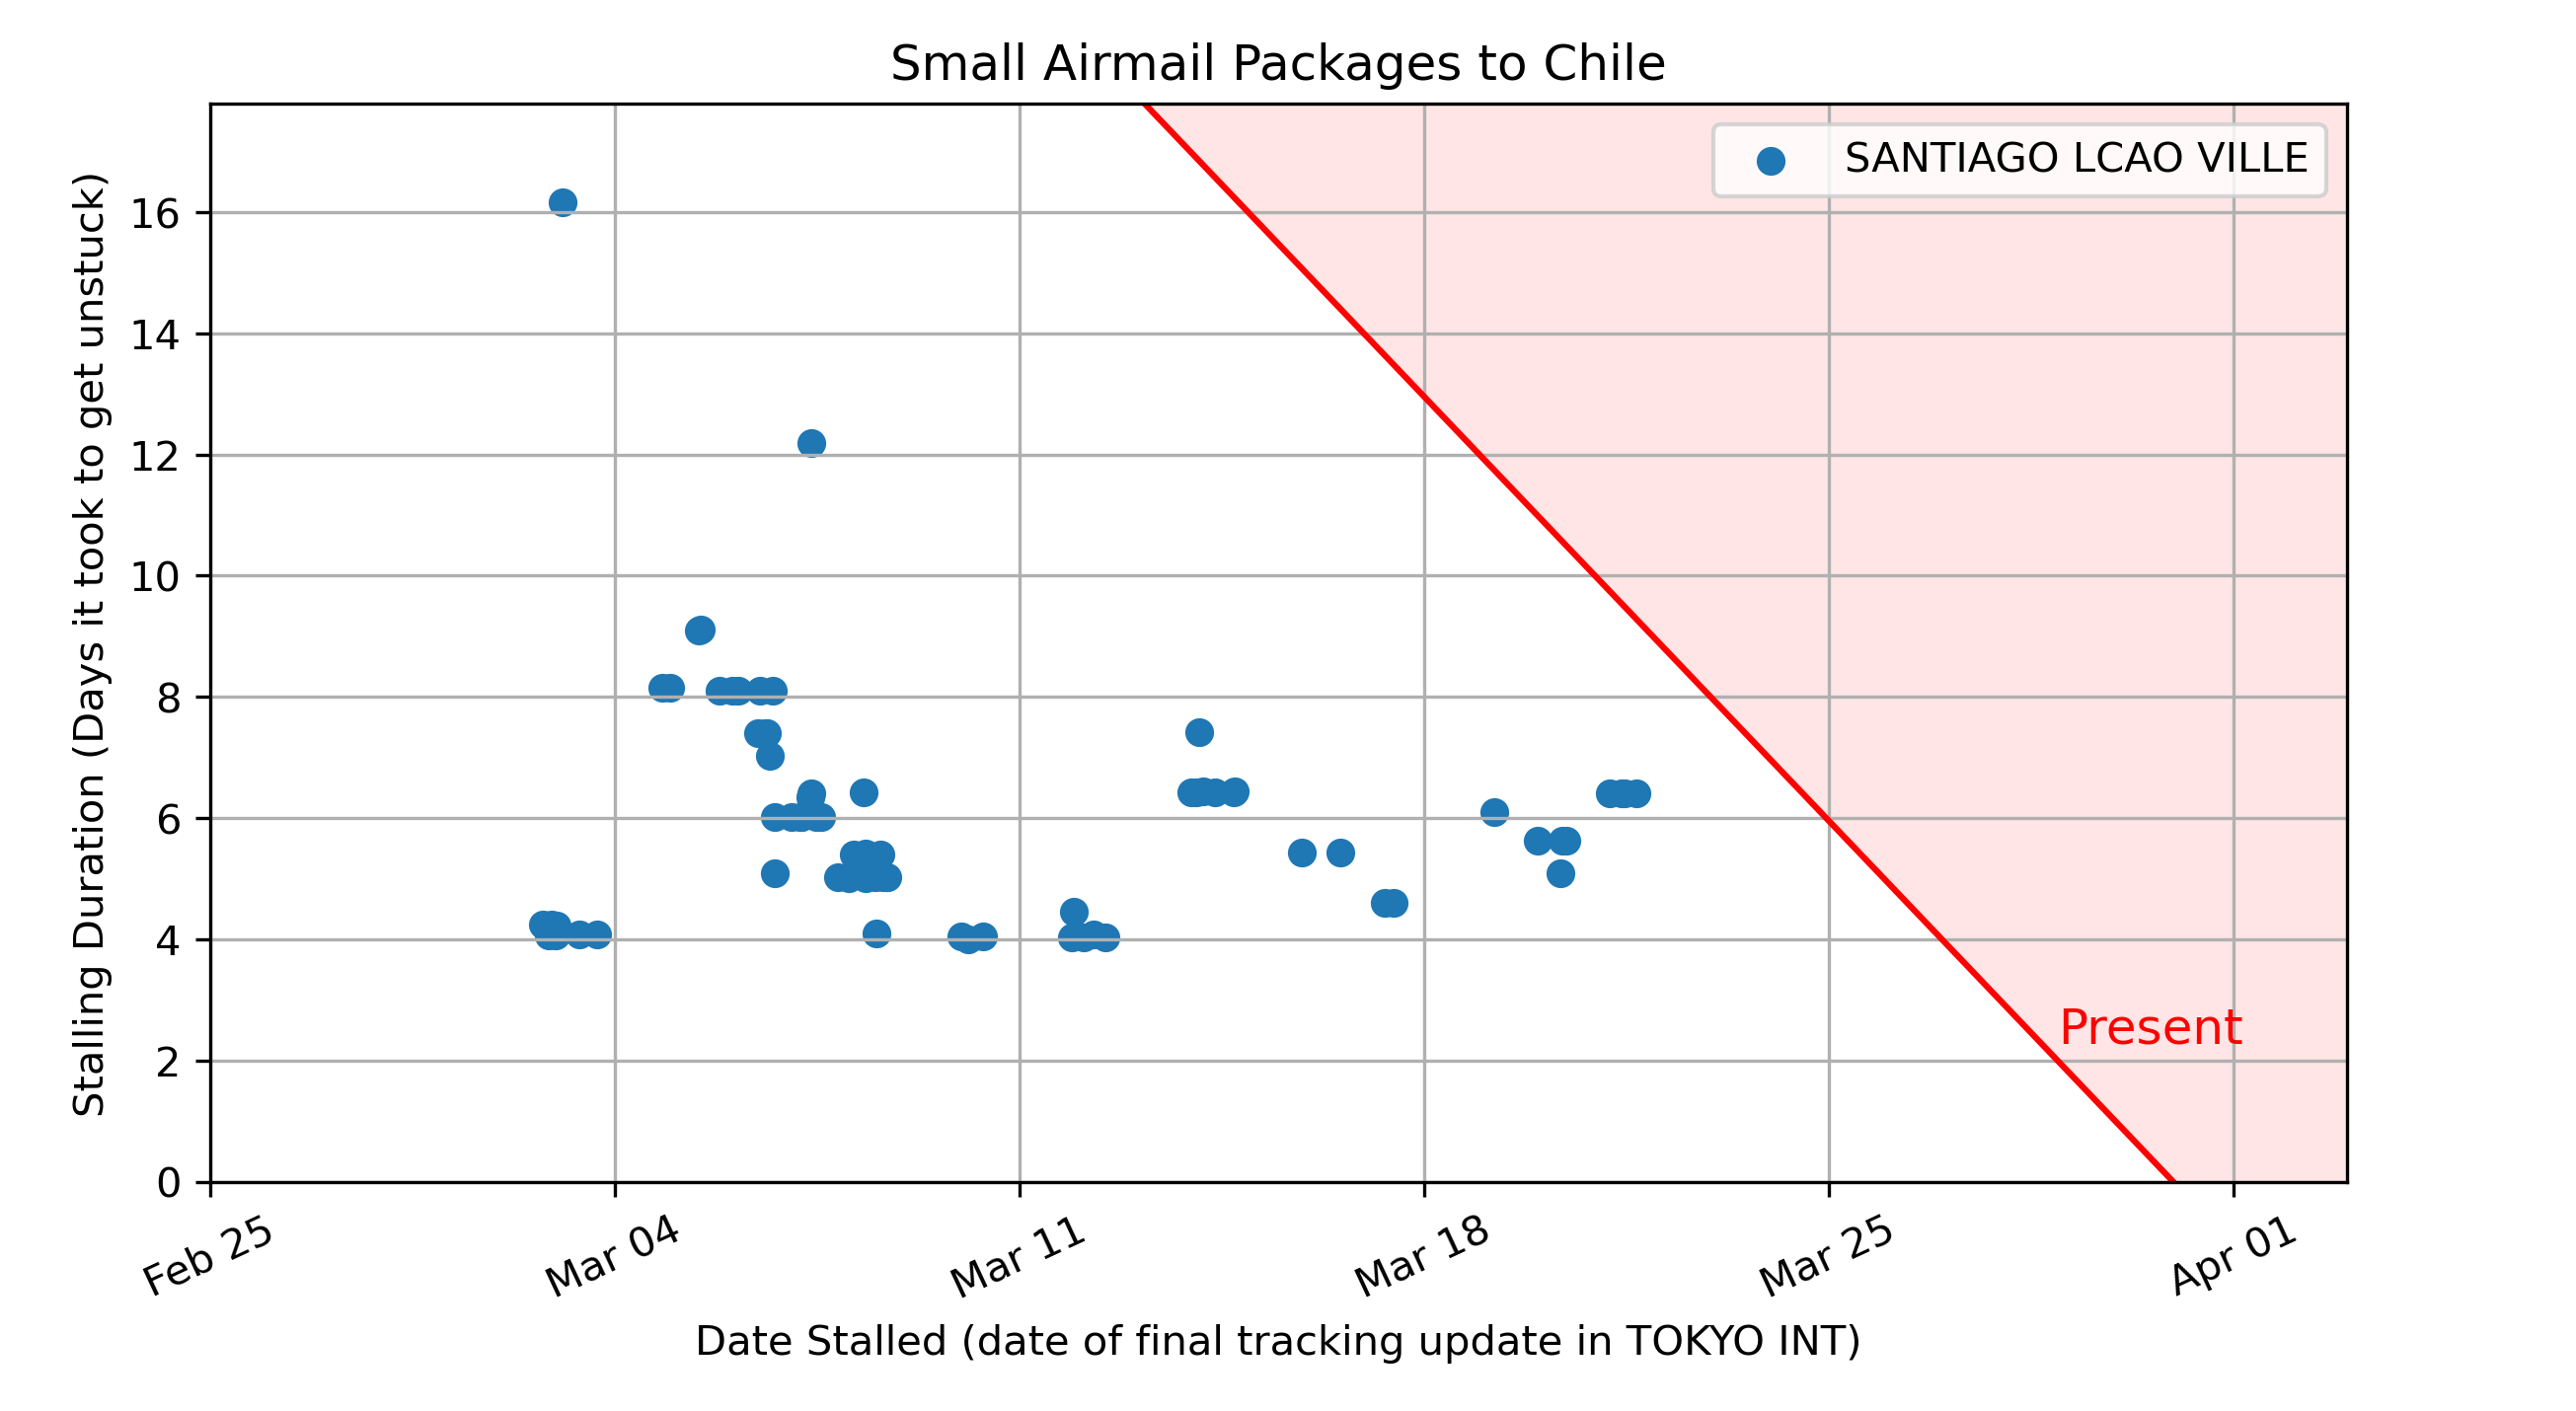 Small Airmail Packages to Chile
SANTIAGO LCAO VILLE
Stalling Duration (Days it took to get unstuck)
16
14
12
10
8
6
4
2
0
Present
Feb 25
Mar 04
Mar 11
Mar 18
Mar 25
Apr 01
Date Stalled (date of final tracking update in TOKYO INT)